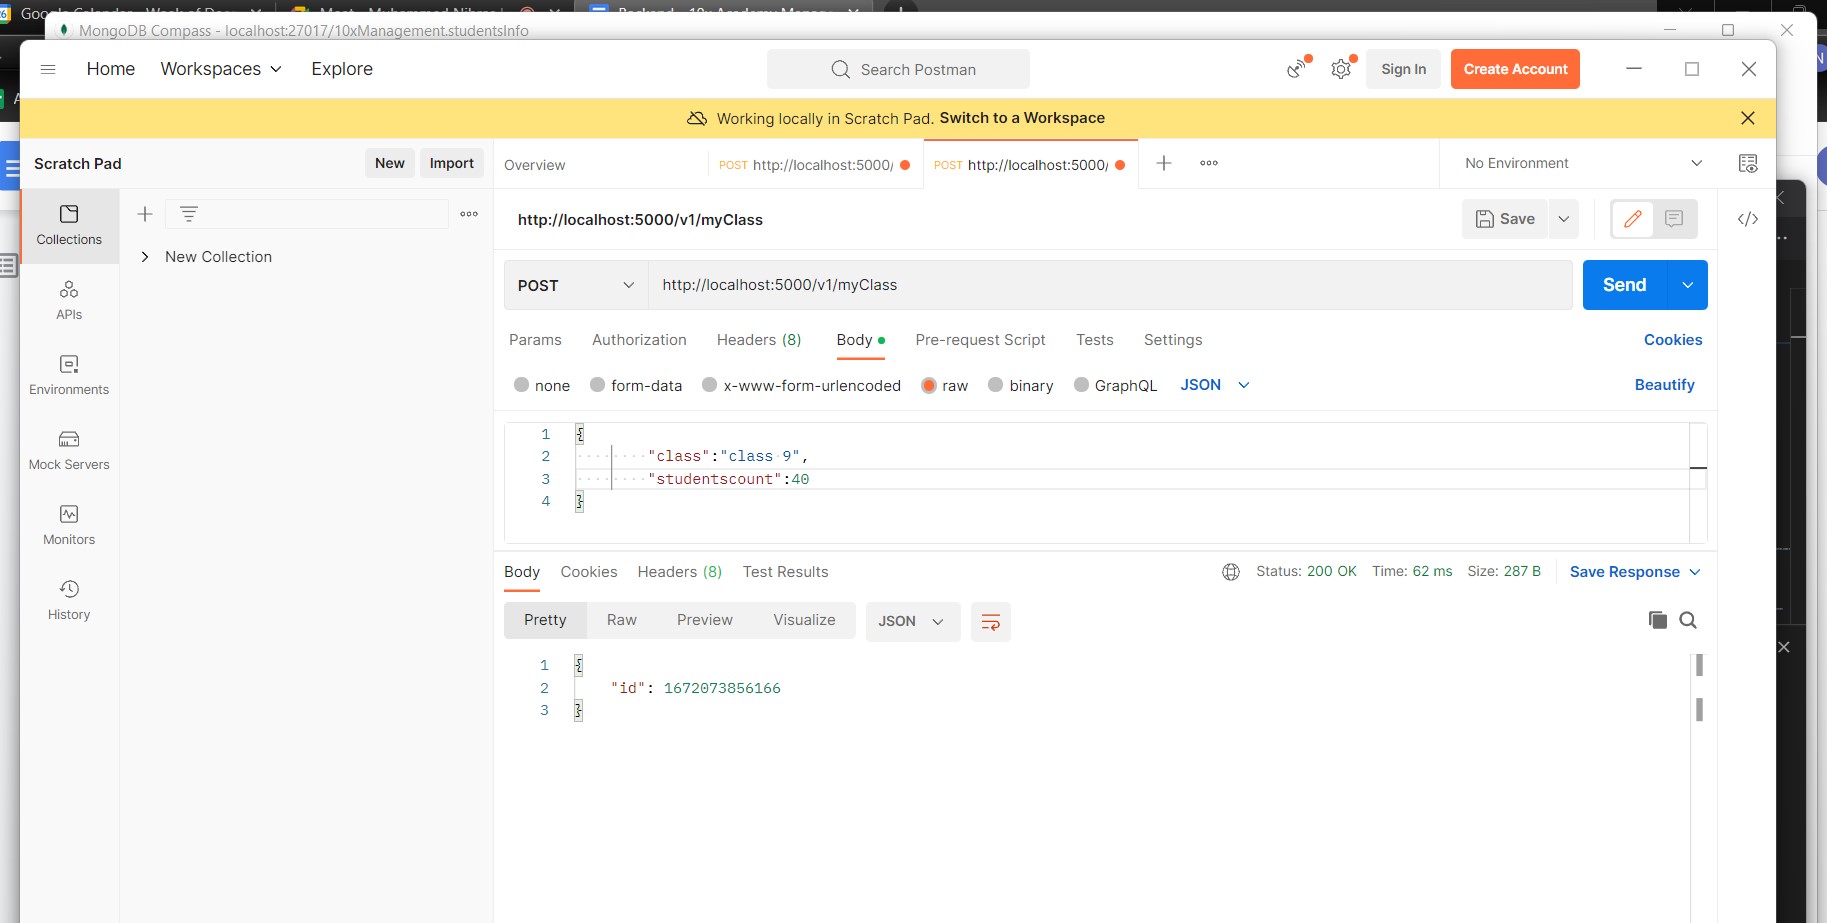 MongoDB Compass - localhost:27017/10xManagement.studentsInfo
Home Workspaces Explore Search Postman Sign In Create Account
Working locally in Scratch Pad. Switch to a Workspace
Scratch Pad New Import Overview POST http://localhost:5000/ POST http://localhost:5000/ No Environment
Collections
http://localhost:5000/v1/myClass Save
New Collection
APIs
POST http://localhost:5000/v1/myClass Send
Params Authorization Headers (8) Body Pre-request Script Tests Settings Cookies
Environments
none form-data x-www-form-urlencoded raw binary GraphQL JSON Beautify
Mock Servers
1 {
2 "class":"class 9",
3 "studentscount":40
4 }
Monitors
History
Body Cookies Headers (8) Test Results Status: 200 OK Time: 62 ms Size: 287 B Save Response
Pretty Raw Preview Visualize JSON
1 {
2 "id": 1672073856166
3 }